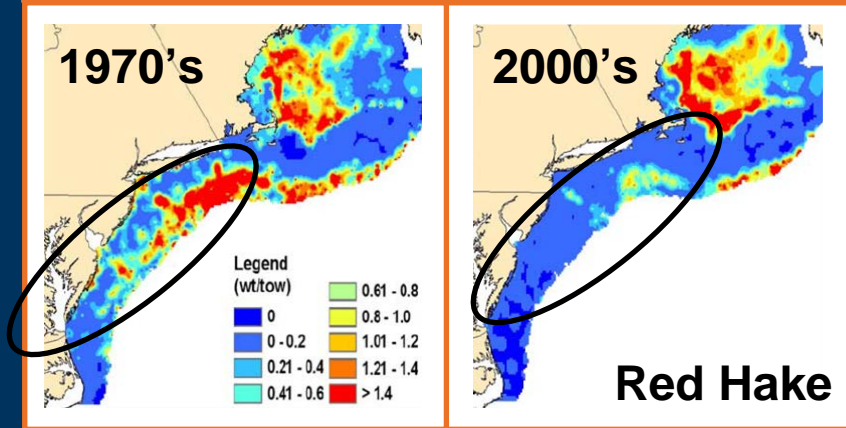 1970's
2000's
Legend
(wt/tow)
0
0 - 0.2
0.21 - 0.4
0.41 - 0.6
0.61 - 0.8
0.8 - 1.0
1.01 - 1.2
1.21 - 1.4
> 1.4
Red Hake